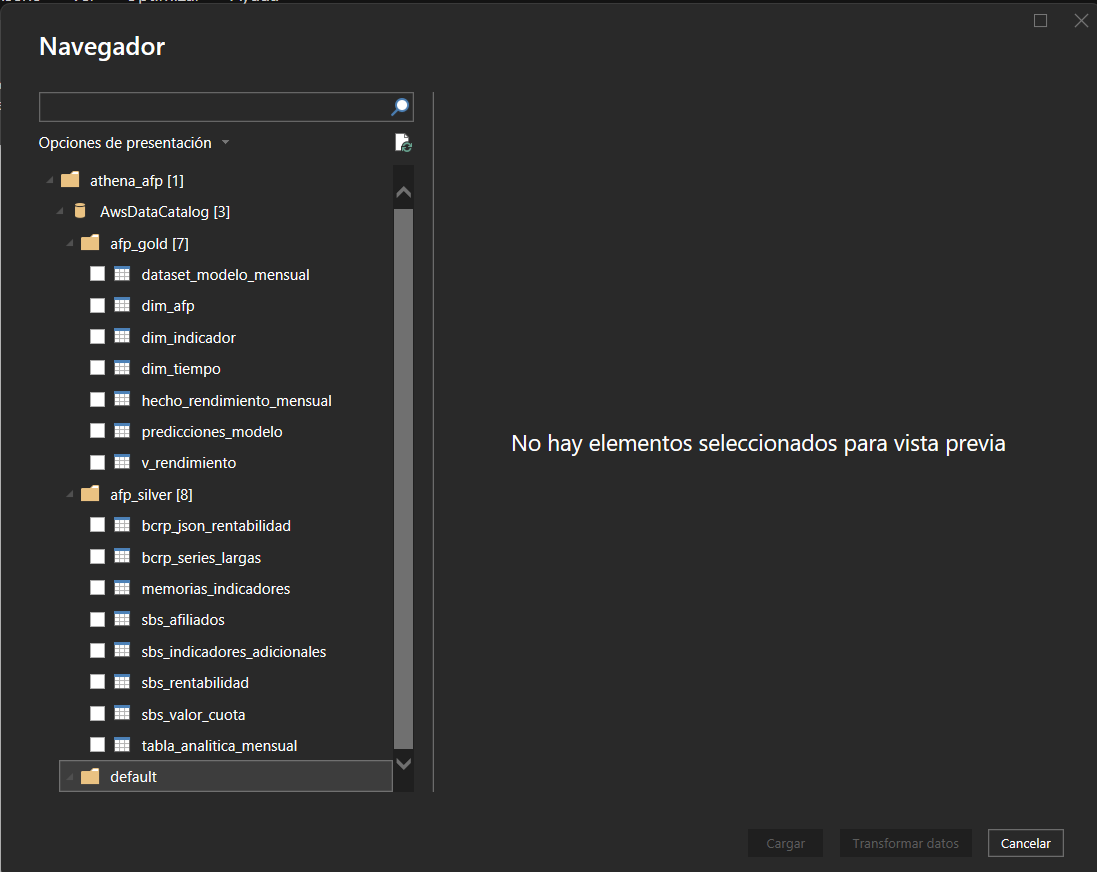 Navegador
Opciones de presentación
athena_afp [1]
AwsDataCatalog [3]
afp_gold [7]
dataset_modelo_mensual
dim_afp
dim_indicador
dim_tiempo
hecho_rendimiento_mensual
predicciones_modelo
v_rendimiento
afp_silver [8]
bcrp_json_rentabilidad
bcrp_series_largas
memorias_indicadores
sbs_afiliados
sbs_indicadores_adicionales
sbs_rentabilidad
sbs_valor_cuota
tabla_analitica_mensual
default
No hay elementos seleccionados para vista previa
Cargar
Transformar datos
Cancelar